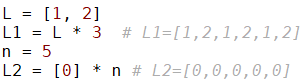 L = [1, 2]
L1 = L * 3  # L1=[1,2,1,2,1,2]
n = 5
L2 = [0] * n # L2=[0,0,0,0,0]